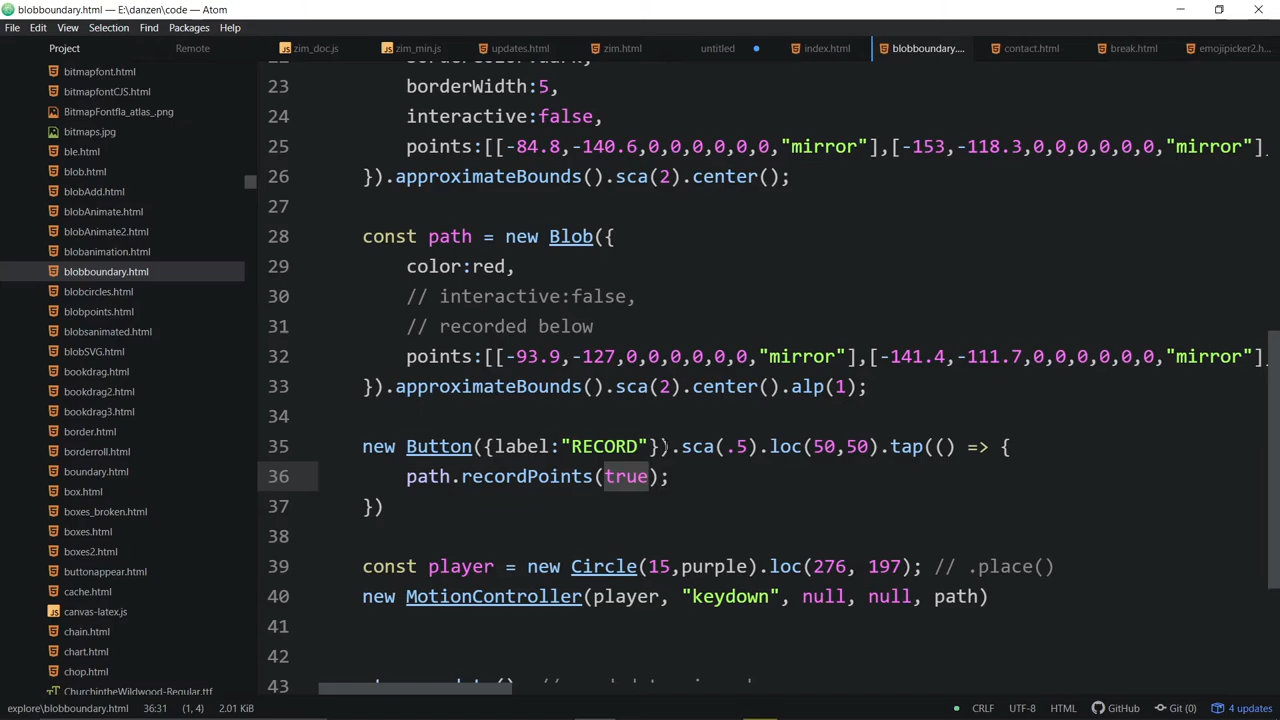 blobboundary.html — E:\danzen\code — Atom
File Edit View Selection Find Packages Help
Project Remote zim_doc.js zim_min.js updates.html zim.html untitled index.html blobboundary.... contact.html break.html emojipicker2.h...
bitmapfont.html
bitmapfontCJS.html
BitmapFontfla_atlas_.png
bitmaps.jpg
ble.html
blob.html
blobAdd.html
blobAnimate.html
blobAnimate2.html
blobanimation.html
blobboundary.html
blobcircles.html
blobpoints.html
blobsanimated.html
blobSVG.html
bookdrag.html
bookdrag2.html
bookdrag3.html
border.html
borderroll.html
boundary.html
box.html
boxes_broken.html
boxes.html
boxes2.html
buttonappear.html
cache.html
canvas-latex.js
chain.html
chart.html
chop.html
ChurchintheWildwood-Regular.ttf
23 borderWidth:5,
24 interactive:false,
25 points:[[-84.8,-140.6,0,0,0,0,0,0,"mirror"],[-153,-118.3,0,0,0,0,0,0,"mirror"]
26 }).approximateBounds().sca(2).center();
27
28 const path = new Blob({
29 color:red,
30 // interactive:false,
31 // recorded below
32 points:[[-93.9,-127,0,0,0,0,0,0,"mirror"],[-141.4,-111.7,0,0,0,0,0,0,"mirror"]
33 }).approximateBounds().sca(2).center().alp(1);
34
35 new Button({label:"RECORD"}).sca(.5).loc(50,50).tap(() => {
36 path.recordPoints(true);
37 })
38
39 const player = new Circle(15,purple).loc(276, 197); // .place()
40 new MotionController(player, "keydown", null, null, path)
41
42
43
explore\blobboundary.html 36:31 (1, 4) 2.01 KiB CRLF UTF-8 HTML GitHub Git (0) 4 updates